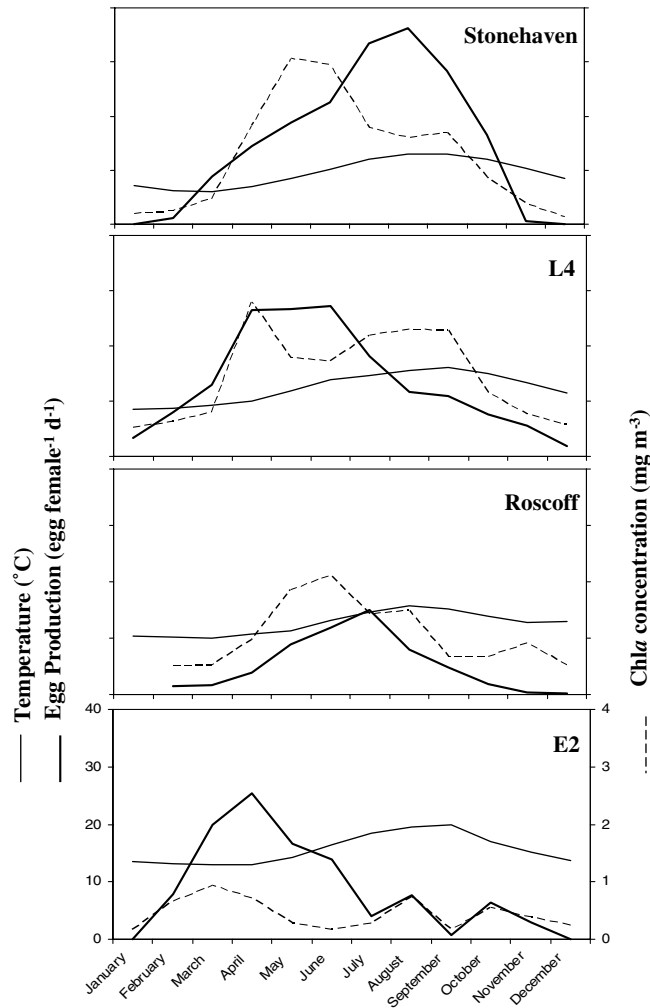 Stonehaven
L4
Roscoff
E2
Temperature (°C)
Egg Production (egg female⁻¹ d⁻¹)
Chla concentration (mg m⁻³)
40
30
20
10
0
4
3
2
1
0
January
February
March
April
May
June
July
August
September
October
November
December